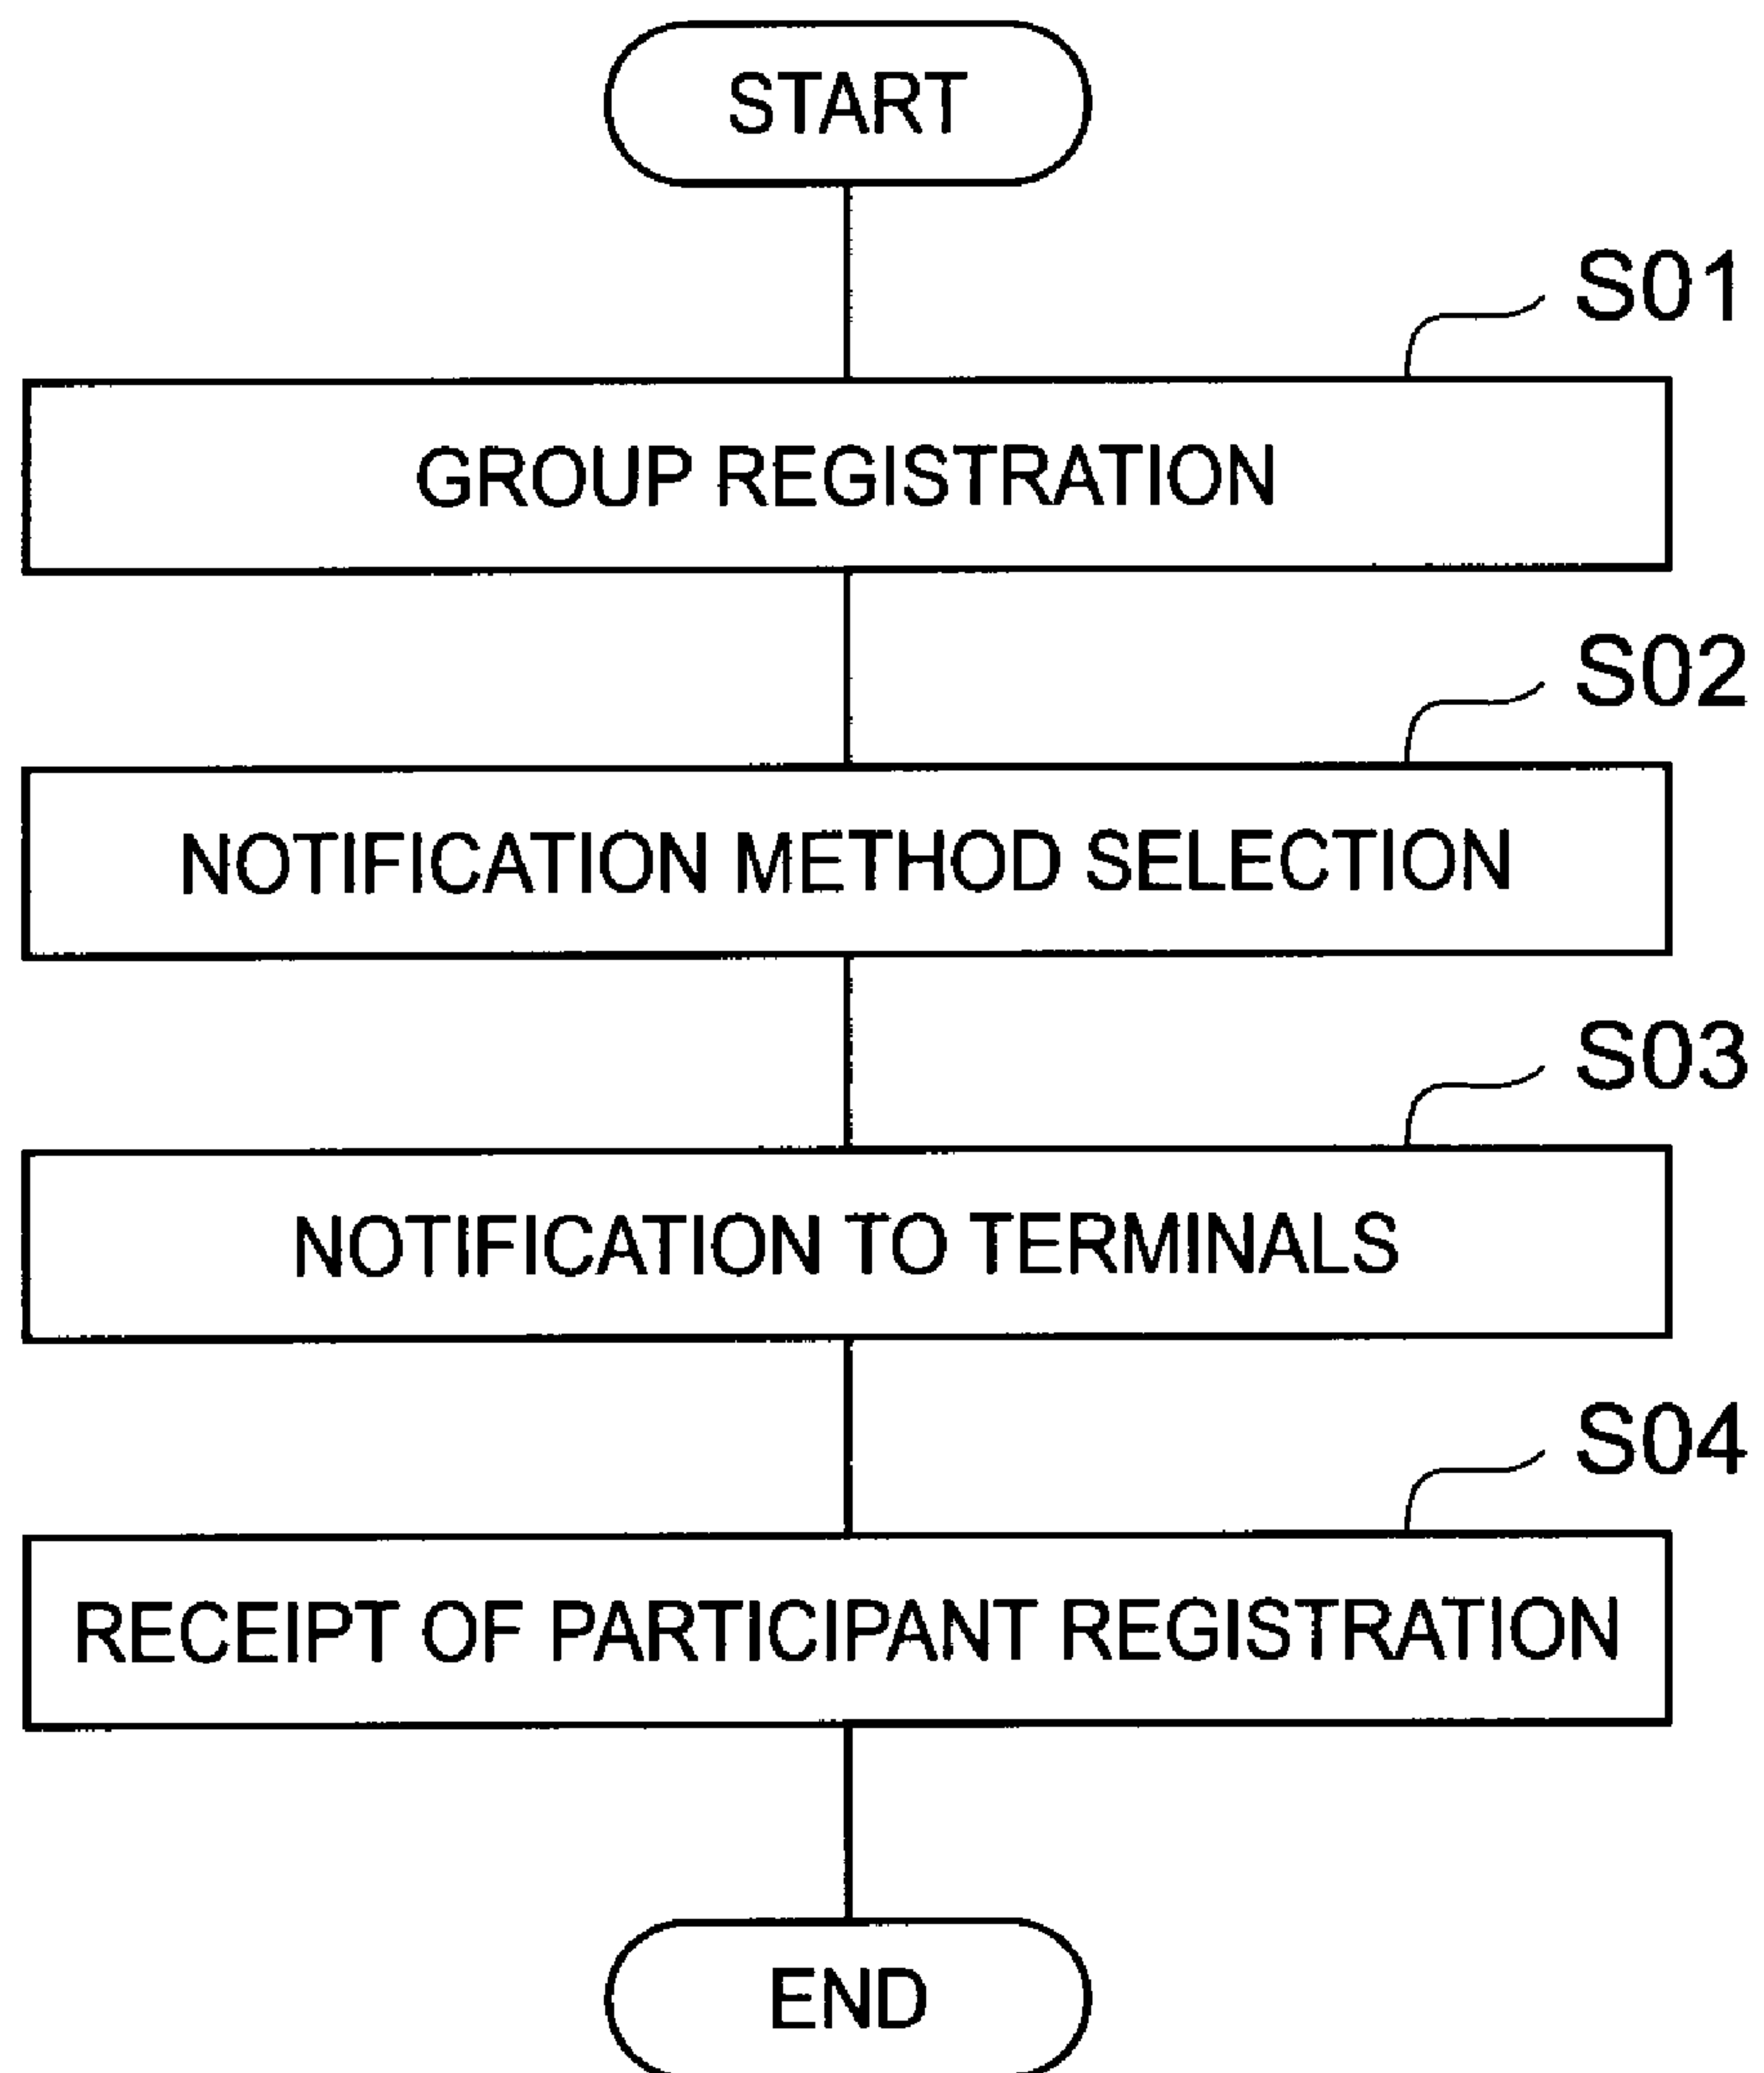 START
S01
GROUP REGISTRATION
S02
NOTIFICATION METHOD SELECTION
S03
NOTIFICATION TO TERMINALS
S04
RECEIPT OF PARTICIPANT REGISTRATION
END